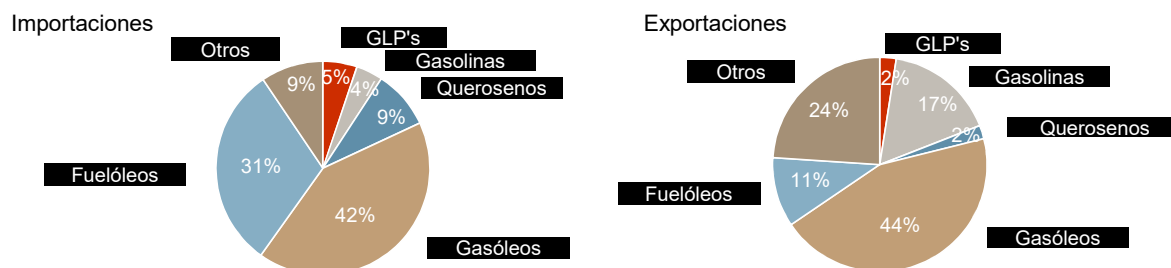 Importaciones
Otros
GLP's
Gasolinas
Querosenos
9%
5%
4%
9%
Fuelóleos
31%
42%
Gasóleos
Exportaciones
GLP's
Otros
Gasolinas
2%
24%
17%
Querosenos
2%
Fuelóleos
11%
44%
Gasóleos